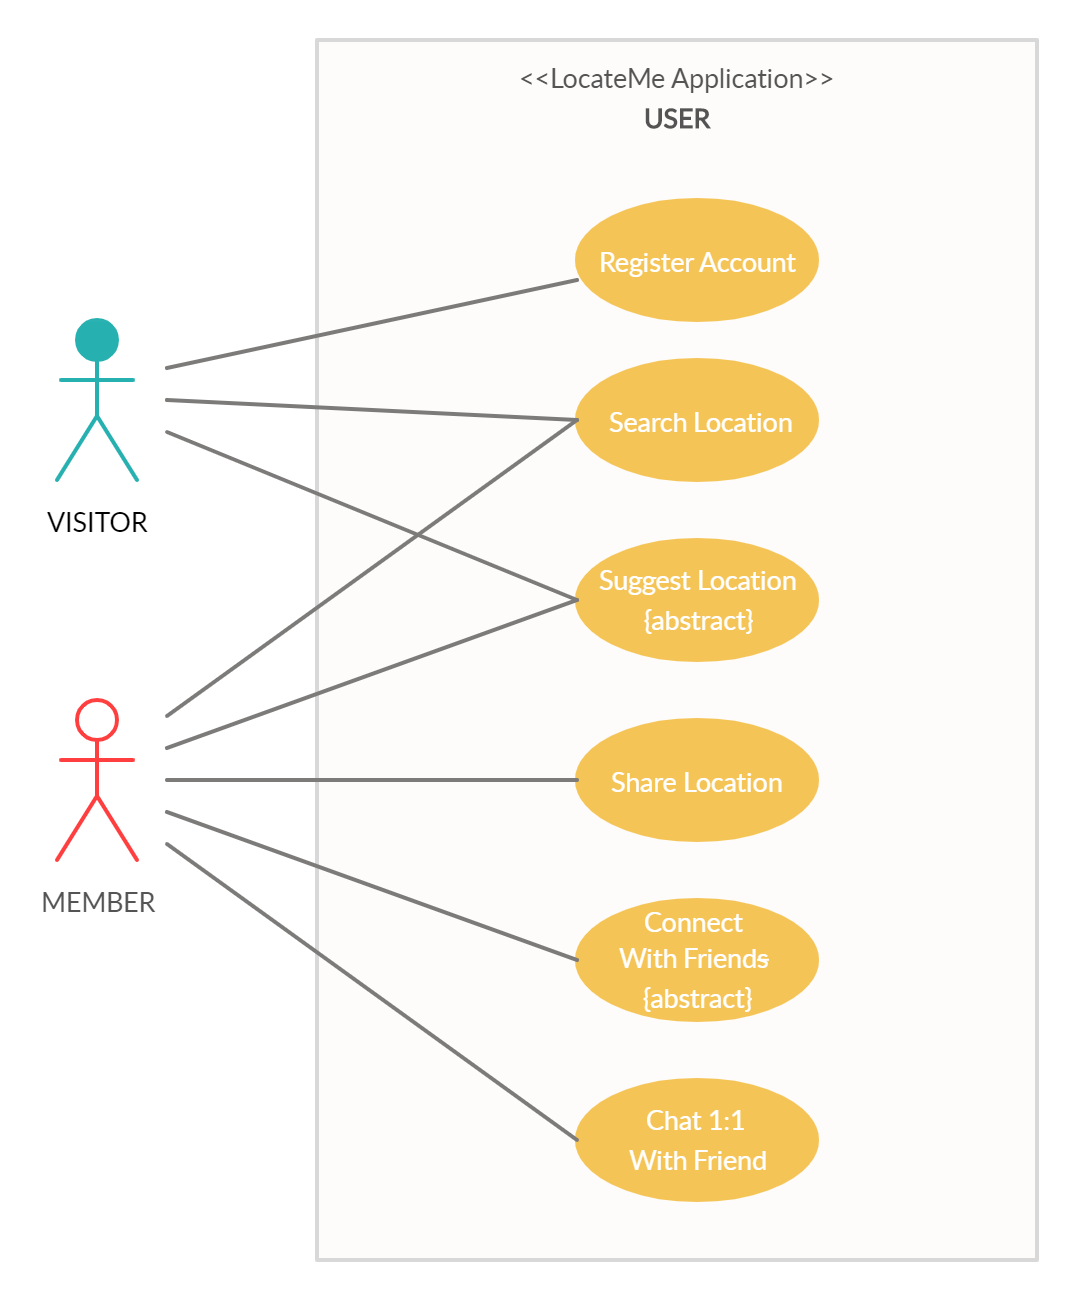 <<LocateMe Application>>
USER
Register Account
Search Location
VISITOR
Suggest Location
{abstract}
Share Location
MEMBER
Connect
With Friends
{abstract}
Chat 1:1
With Friend